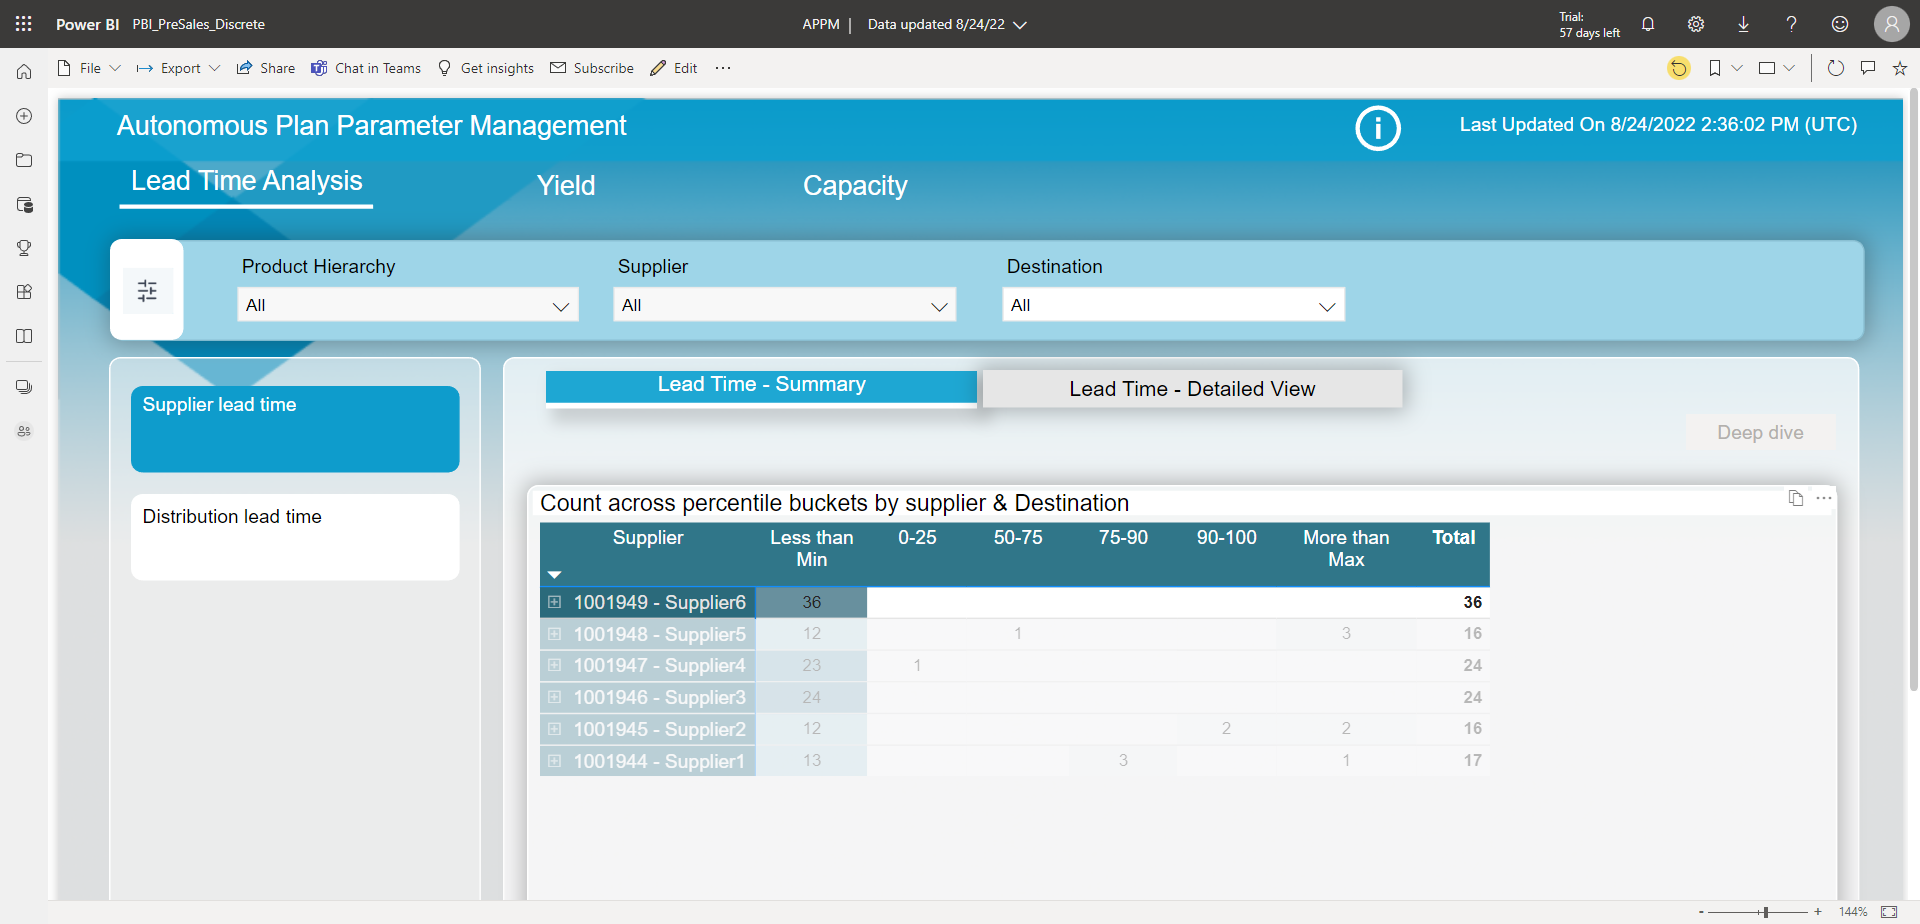 Power BI PBI_PreSales_Discrete APPM | Data updated 8/24/22 Trial: 57 days left
File Export Share Chat in Teams Get insights Subscribe Edit ...
Autonomous Plan Parameter Management Last Updated On 8/24/2022 2:36:02 PM (UTC)
Lead Time Analysis Yield Capacity
Product Hierarchy Supplier Destination
All All All
Lead Time - Summary Lead Time - Detailed View
Supplier lead time
Deep dive
Distribution lead time
Count across percentile buckets by supplier & Destination
Supplier Less than Min 0-25 50-75 75-90 90-100 More than Max Total
1001949 - Supplier6 36 36
1001948 - Supplier5 12 1 3 16
1001947 - Supplier4 23 1 24
1001946 - Supplier3 24 24
1001945 - Supplier2 12 2 2 16
1001944 - Supplier1 13 3 1 17
- + 144%